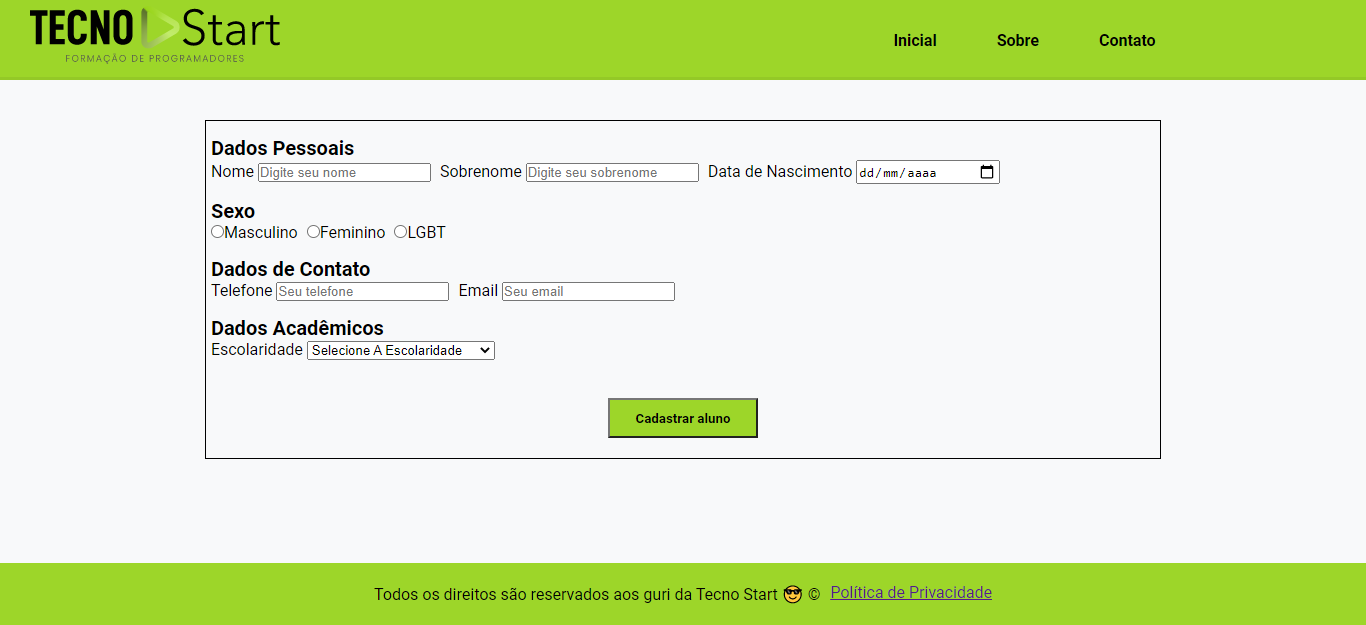 TECNO Start
FORMAÇÃO DE PROGRAMADORES
Inicial Sobre Contato
Dados Pessoais
Nome Digite seu nome Sobrenome Digite seu sobrenome Data de Nascimento dd/mm/aaaa
Sexo
Masculino Feminino LGBT
Dados de Contato
Telefone Seu telefone Email Seu email
Dados Acadêmicos
Escolaridade Selecione A Escolaridade
Cadastrar aluno
Todos os direitos são reservados aos guri da Tecno Start 😎 © Política de Privacidade